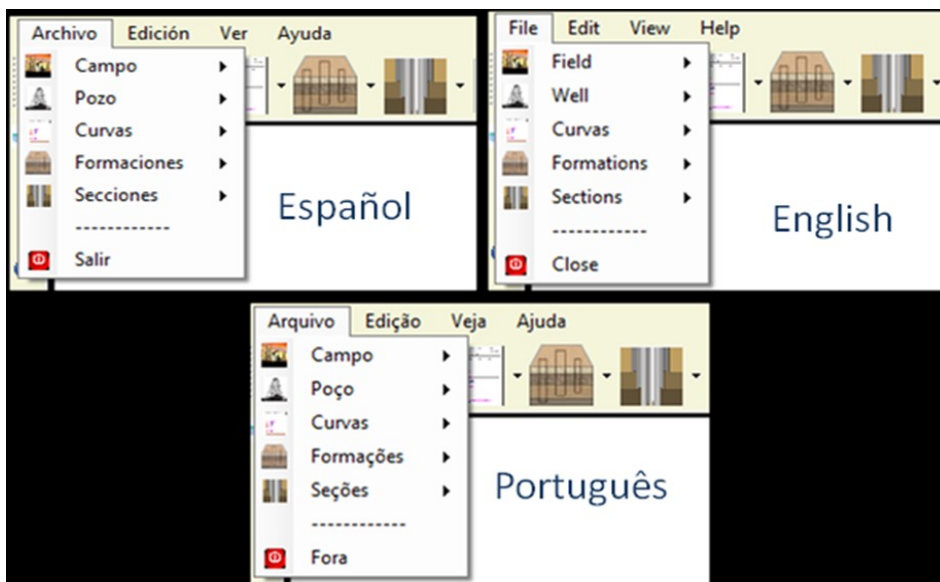 Archivo Edición Ver Ayuda
Campo
Pozo
Curvas
Formaciones
Secciones
------------
Salir
Español
File Edit View Help
Field
Well
Curvas
Formations
Sections
------------
Close
English
Arquivo Edição Veja Ajuda
Campo
Poço
Curvas
Formações
Seções
------------
Fora
Português